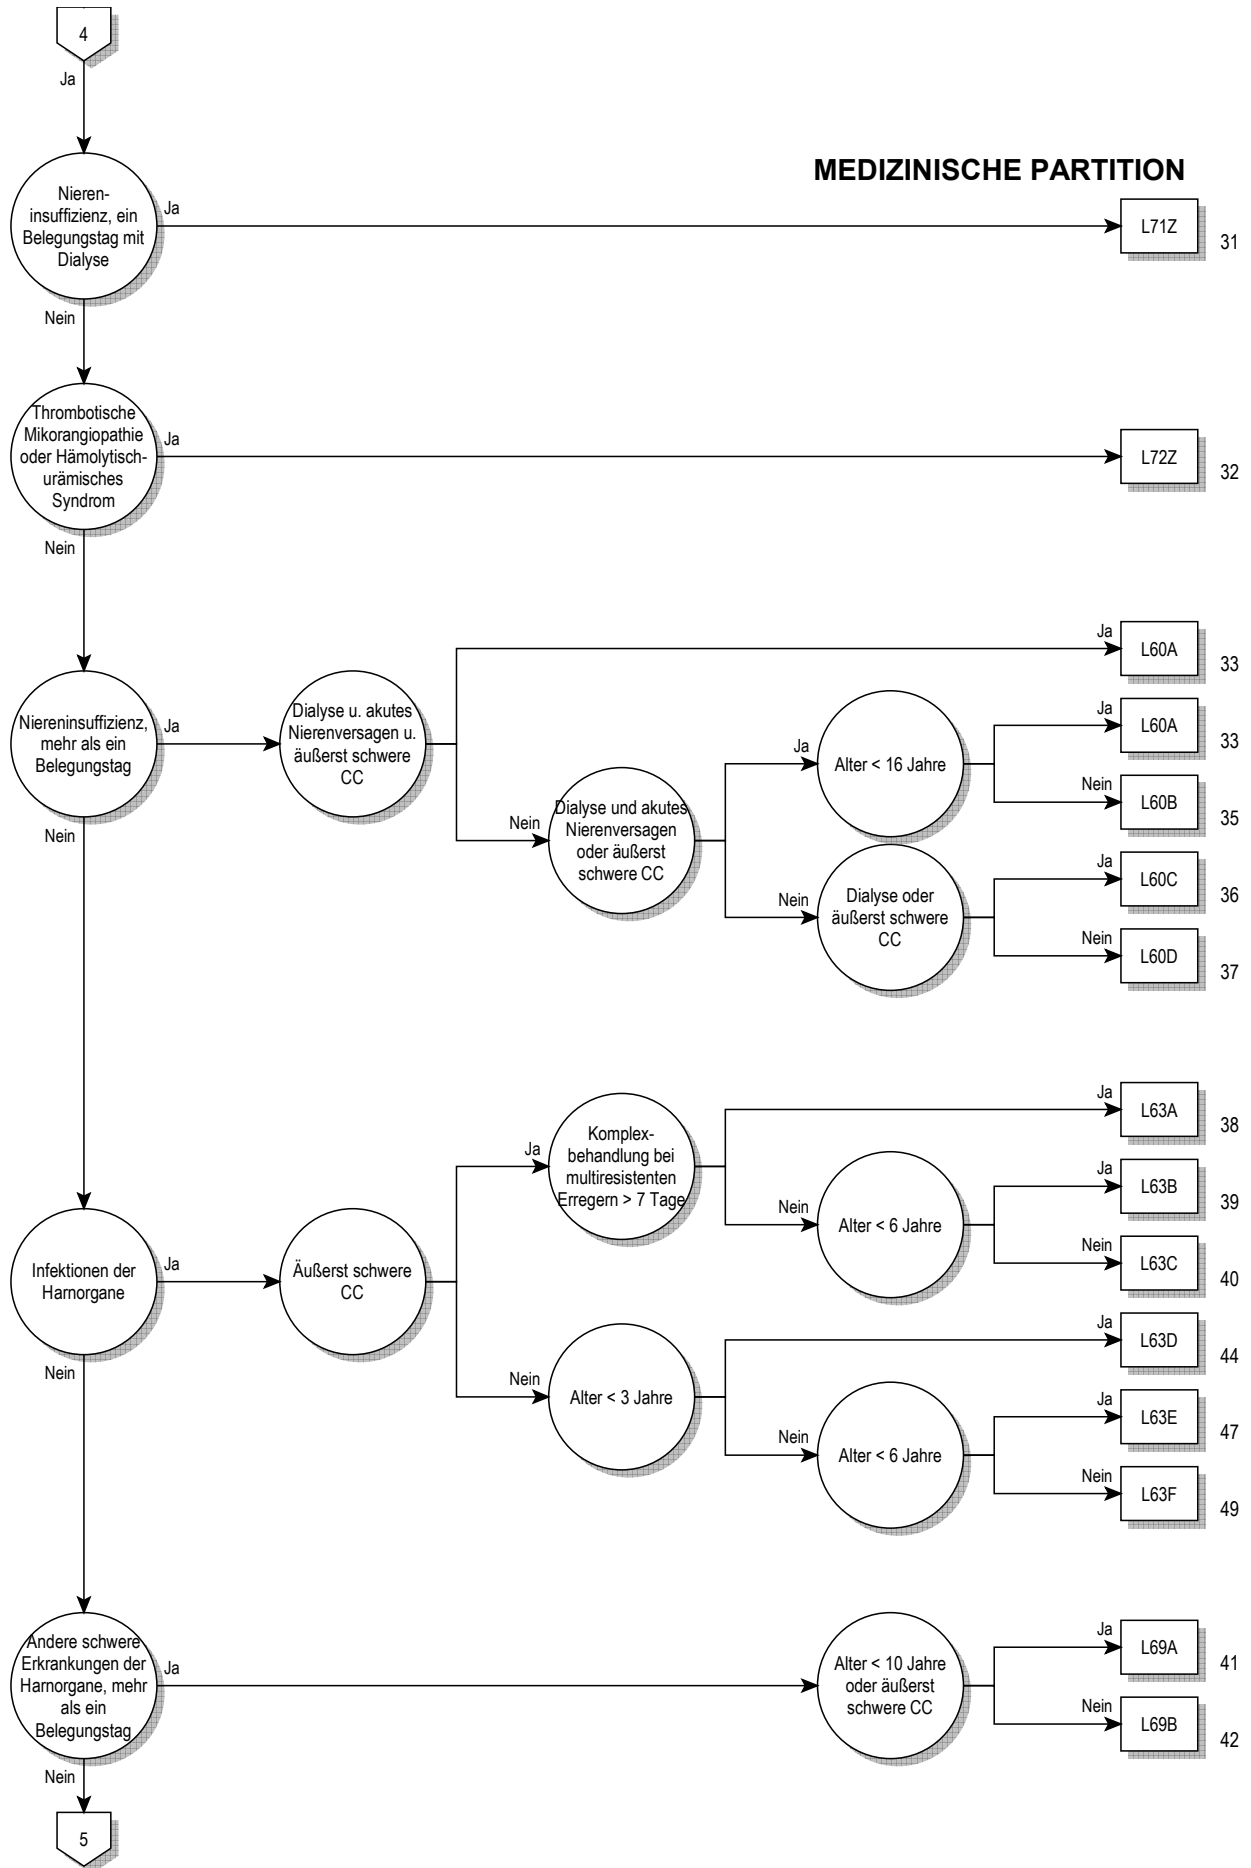 4
Ja
MEDIZINISCHE PARTITION
Nieren-
insuffizienz, ein
Belegungstag mit
Dialyse
Ja
L71Z
31
Nein
Thrombotische
Mikorangiopathie
oder Hämolytisch-
urämisches
Syndrom
Ja
L72Z
32
Nein
Niereninsuffizienz,
mehr als ein
Belegungstag
Ja
Dialyse u. akutes
Nierenversagen u.
äußerst schwere
CC
Ja
L60A
33
Nein
Dialyse und akutes
Nierenversagen
oder äußerst
schwere CC
Ja
Alter < 16 Jahre
Ja
L60A
33
Nein
L60B
35
Nein
Dialyse oder
äußerst schwere
CC
Ja
L60C
36
Nein
L60D
37
Nein
Infektionen der
Harnorgane
Ja
Äußerst schwere
CC
Ja
Komplex-
behandlung bei
multiresistenten
Erregern > 7 Tage
Ja
L63A
38
Nein
Alter < 6 Jahre
Ja
L63B
39
Nein
L63C
40
Nein
Alter < 3 Jahre
Ja
L63D
44
Nein
Alter < 6 Jahre
Ja
L63E
47
Nein
L63F
49
Nein
Andere schwere
Erkrankungen der
Harnorgane, mehr
als ein
Belegungstag
Ja
Alter < 10 Jahre
oder äußerst
schwere CC
Ja
L69A
41
Nein
L69B
42
Nein
5